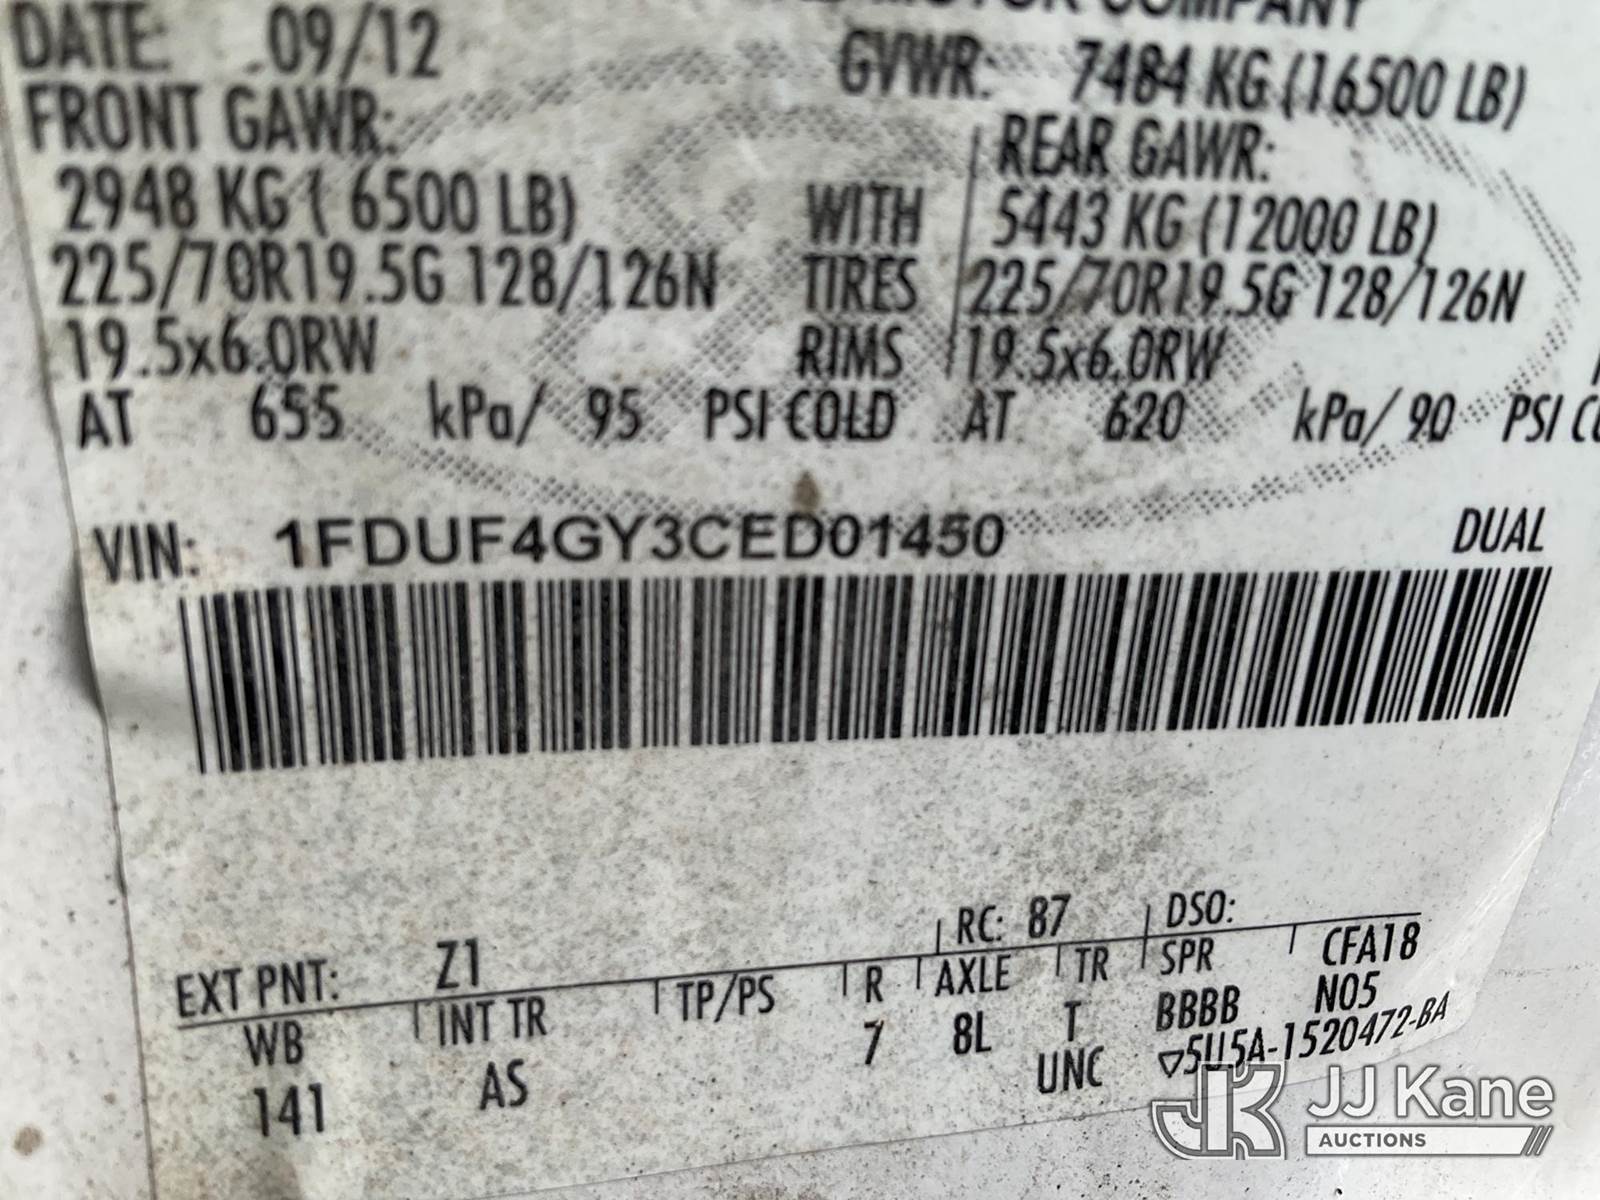 MOTOR COMPANY
DATE: 09/12 GVWR: 7484 KG (16500 LB)
FRONT GAWR: REAR GAWR:
2948 KG ( 6500 LB) WITH 5443 KG (12000 LB)
225/70R19.5G 128/126N TIRES 225/70R19.5G 128/126N
19.5x6.0RW RIMS 19.5x6.0RW
AT 655 kPa/ 95 PSI COLD AT 620 kPa/ 90 PSI
VIN: 1FDUF4GY3CED01450 DUAL
EXT PNT: Z1 RC: 87 DSO:
WB INT TR TP/PS R AXLE TR SPR CFA18
141 AS 7 8L T BBBB N05
UNC ▽5U5A-1520472-BA
JK JJ Kane
AUCTIONS